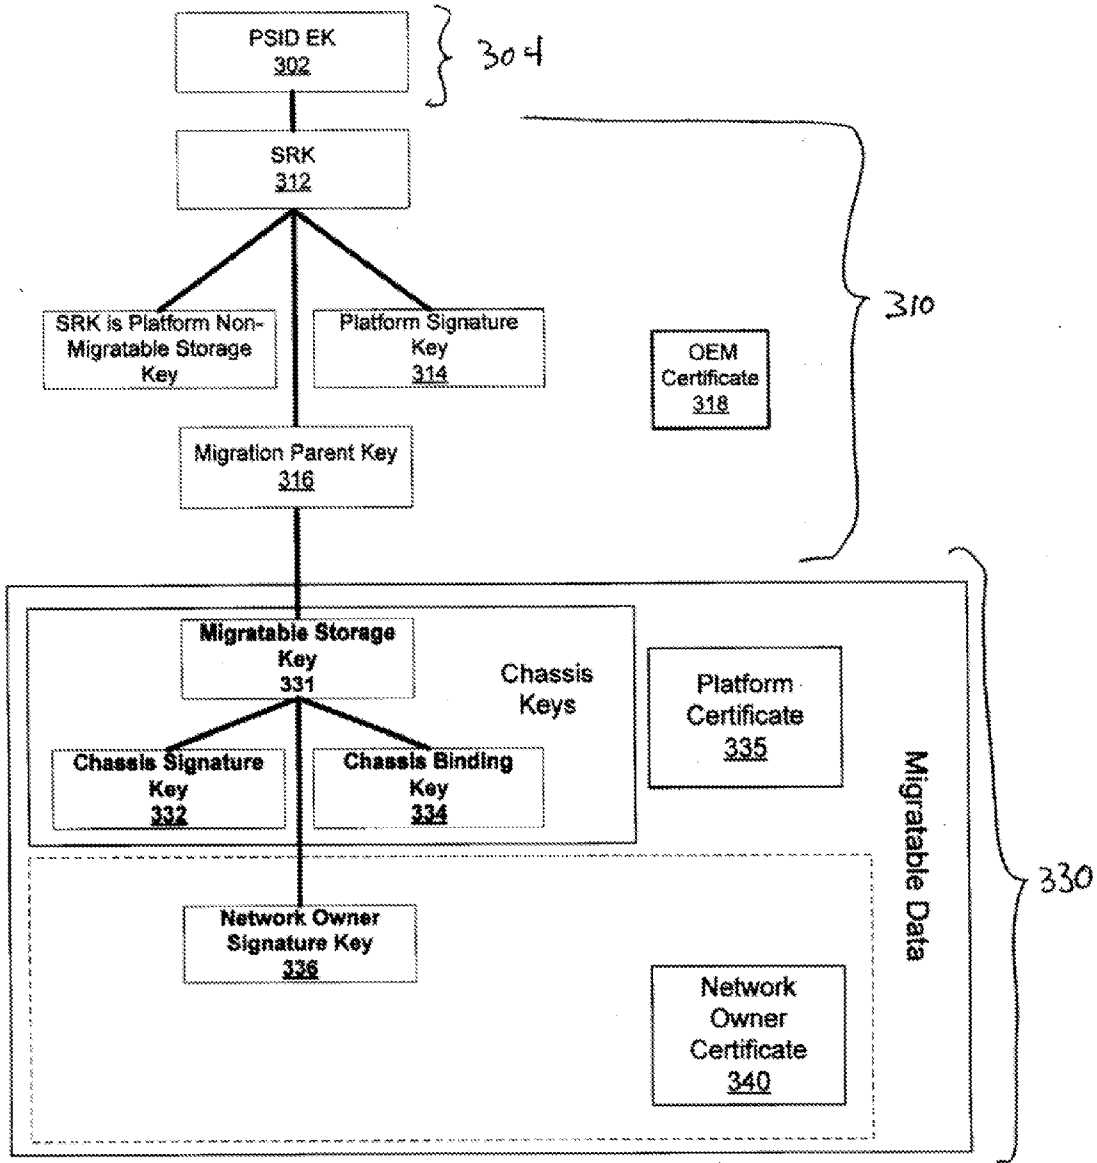 PSID EK
302
304
SRK
312
310
SRK is Platform Non-
Migratable Storage
Key
Platform Signature
Key
314
OEM
Certificate
318
Migration Parent Key
316
Migratable Storage
Key
331
Chassis
Keys
Platform
Certificate
335
Chassis Signature
Key
332
Chassis Binding
Key
334
Migratable Data
330
Network Owner
Signature Key
336
Network
Owner
Certificate
340